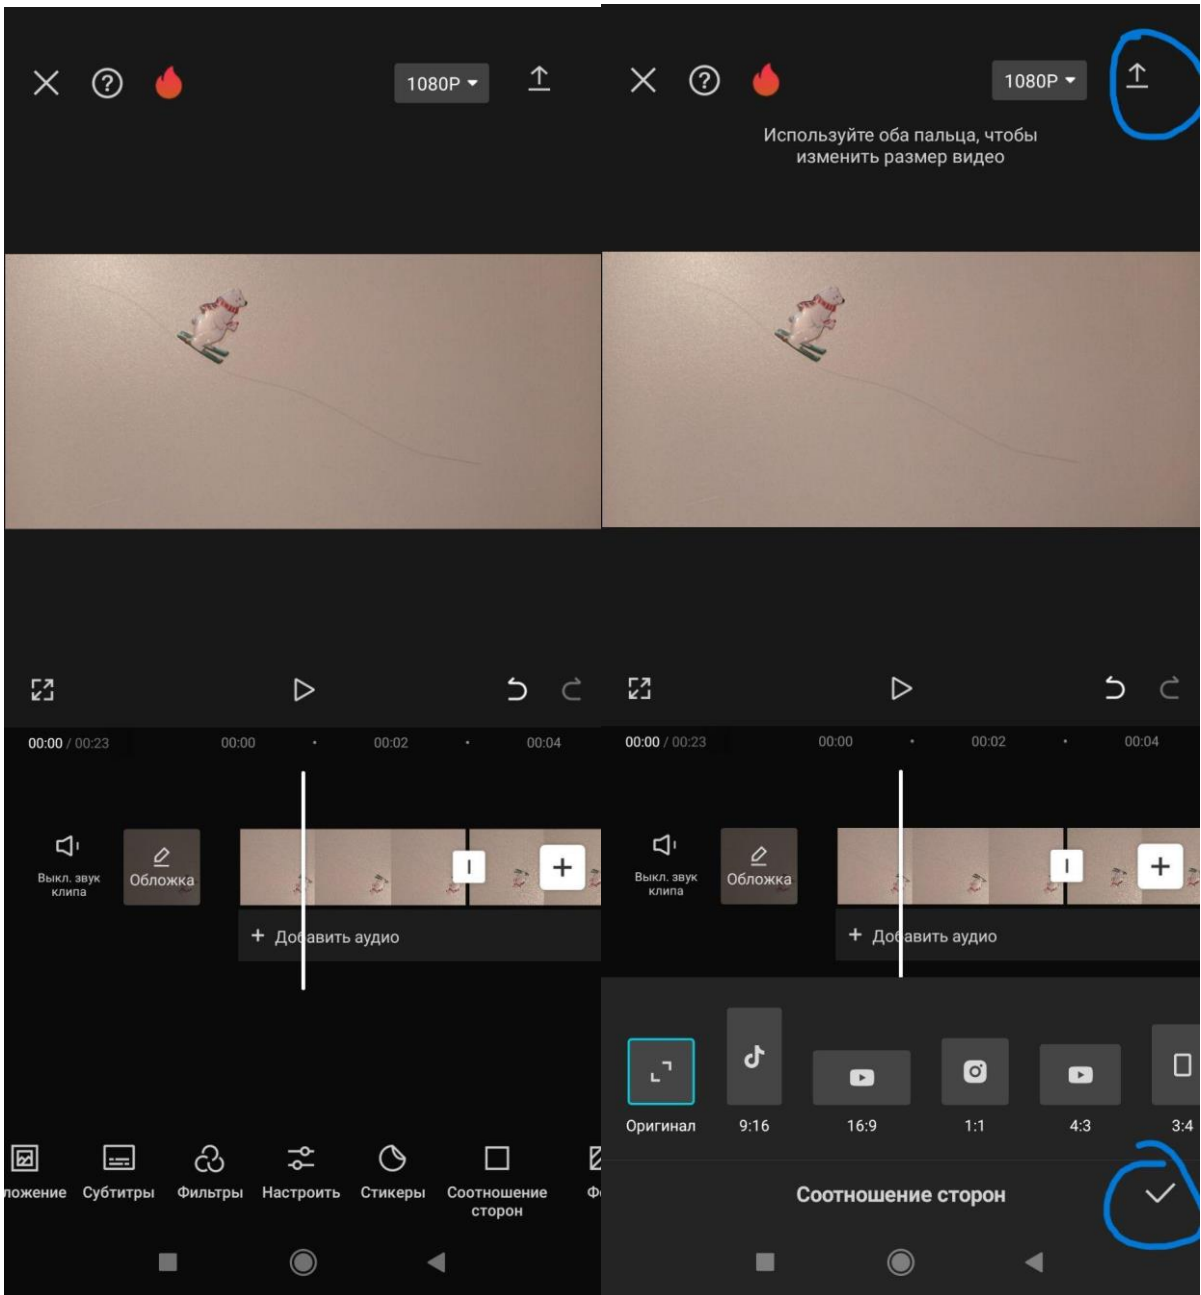 1080P
1080P
Используйте оба пальца, чтобы
изменить размер видео
00:00 / 00:23
00:00
00:02
00:04
Выкл. звук
клипа
Обложка
+ Добавить аудио
ложение
Субтитры
Фильтры
Настроить
Стикеры
Соотношение
сторон
Ф
00:00 / 00:23
00:00
00:02
00:04
Выкл. звук
клипа
Обложка
+ Добавить аудио
Оригинал
9:16
16:9
1:1
4:3
3:4
Соотношение сторон